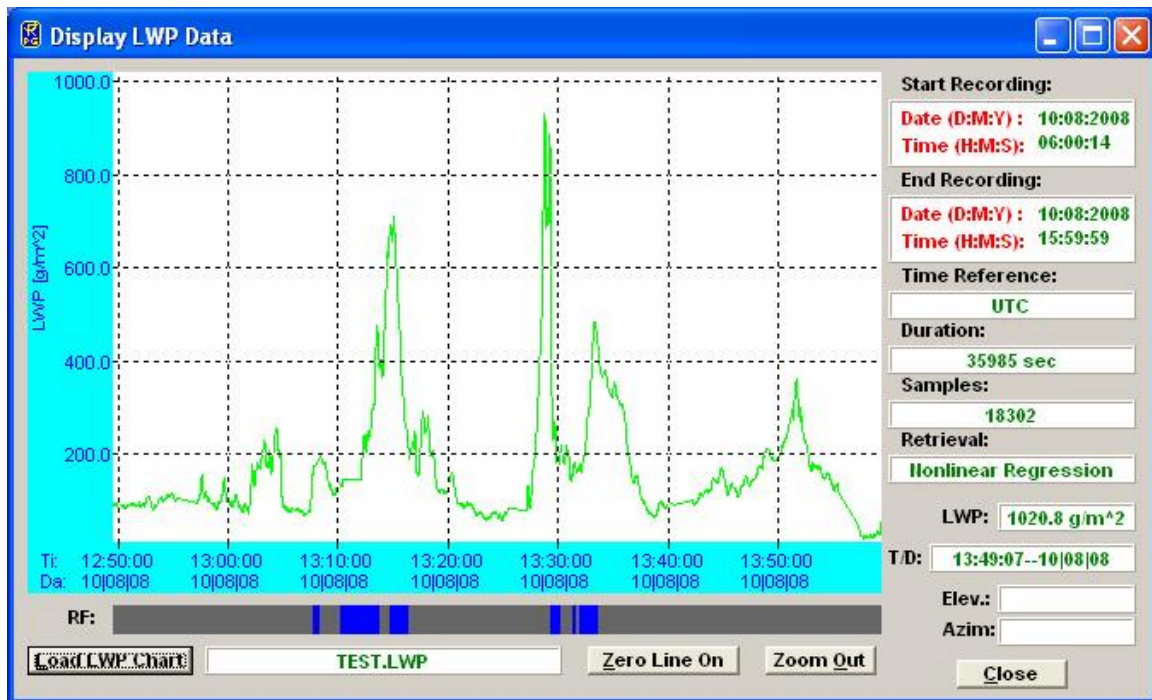 Display LWP Data
1000.0
800.0
600.0
400.0
200.0
LWP [g/m^2]
Ti: 12:50:00 13:00:00 13:10:00 13:20:00 13:30:00 13:40:00 13:50:00
Da: 10|08|08 10|08|08 10|08|08 10|08|08 10|08|08 10|08|08 10|08|08
RF:
Load LWP Chart TEST.LWP Zero Line On Zoom Out
Start Recording:
Date (D:M:Y) : 10:08:2008
Time (H:M:S): 06:00:14
End Recording:
Date (D:M:Y) : 10:08:2008
Time (H:M:S): 15:59:59
Time Reference:
UTC
Duration:
35985 sec
Samples:
18302
Retrieval:
Nonlinear Regression
LWP: 1020.8 g/m^2
T/D: 13:49:07--10|08|08
Elev.:
Azim:
Close